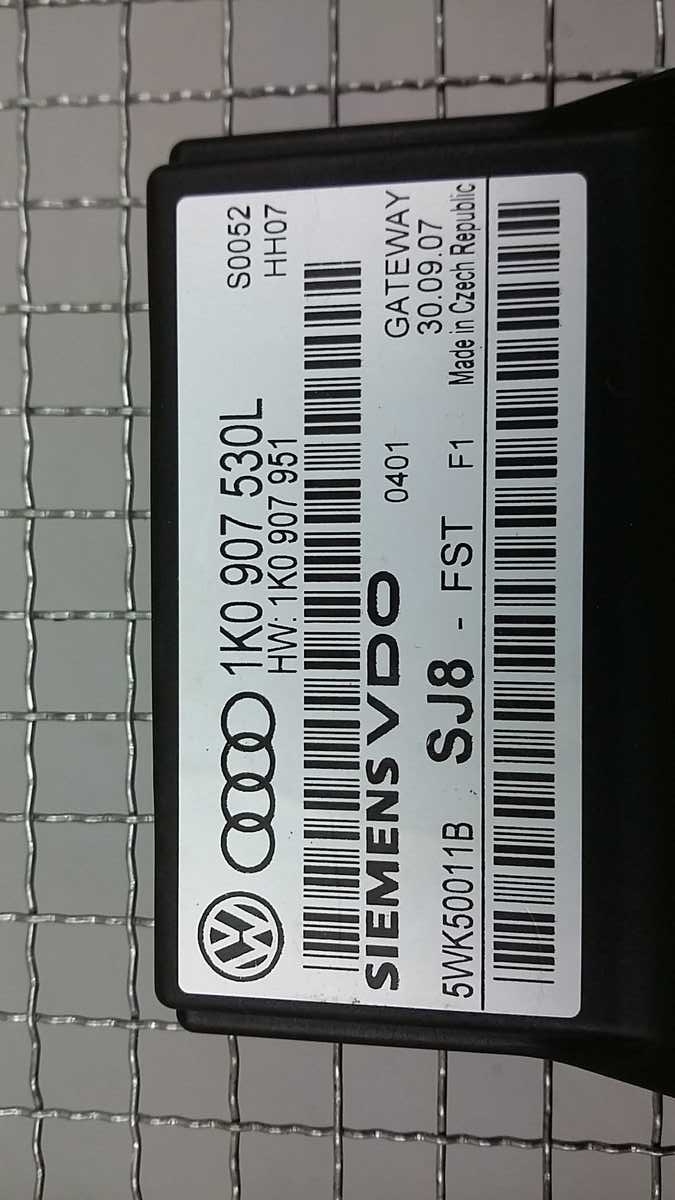 1K0 907 530L S0052
HW: 1K0 907 951 HH07
SIEMENS VDO 0401 GATEWAY
30.09.07
5WK50011B SJ8 - FST F1 Made in Czech Republic